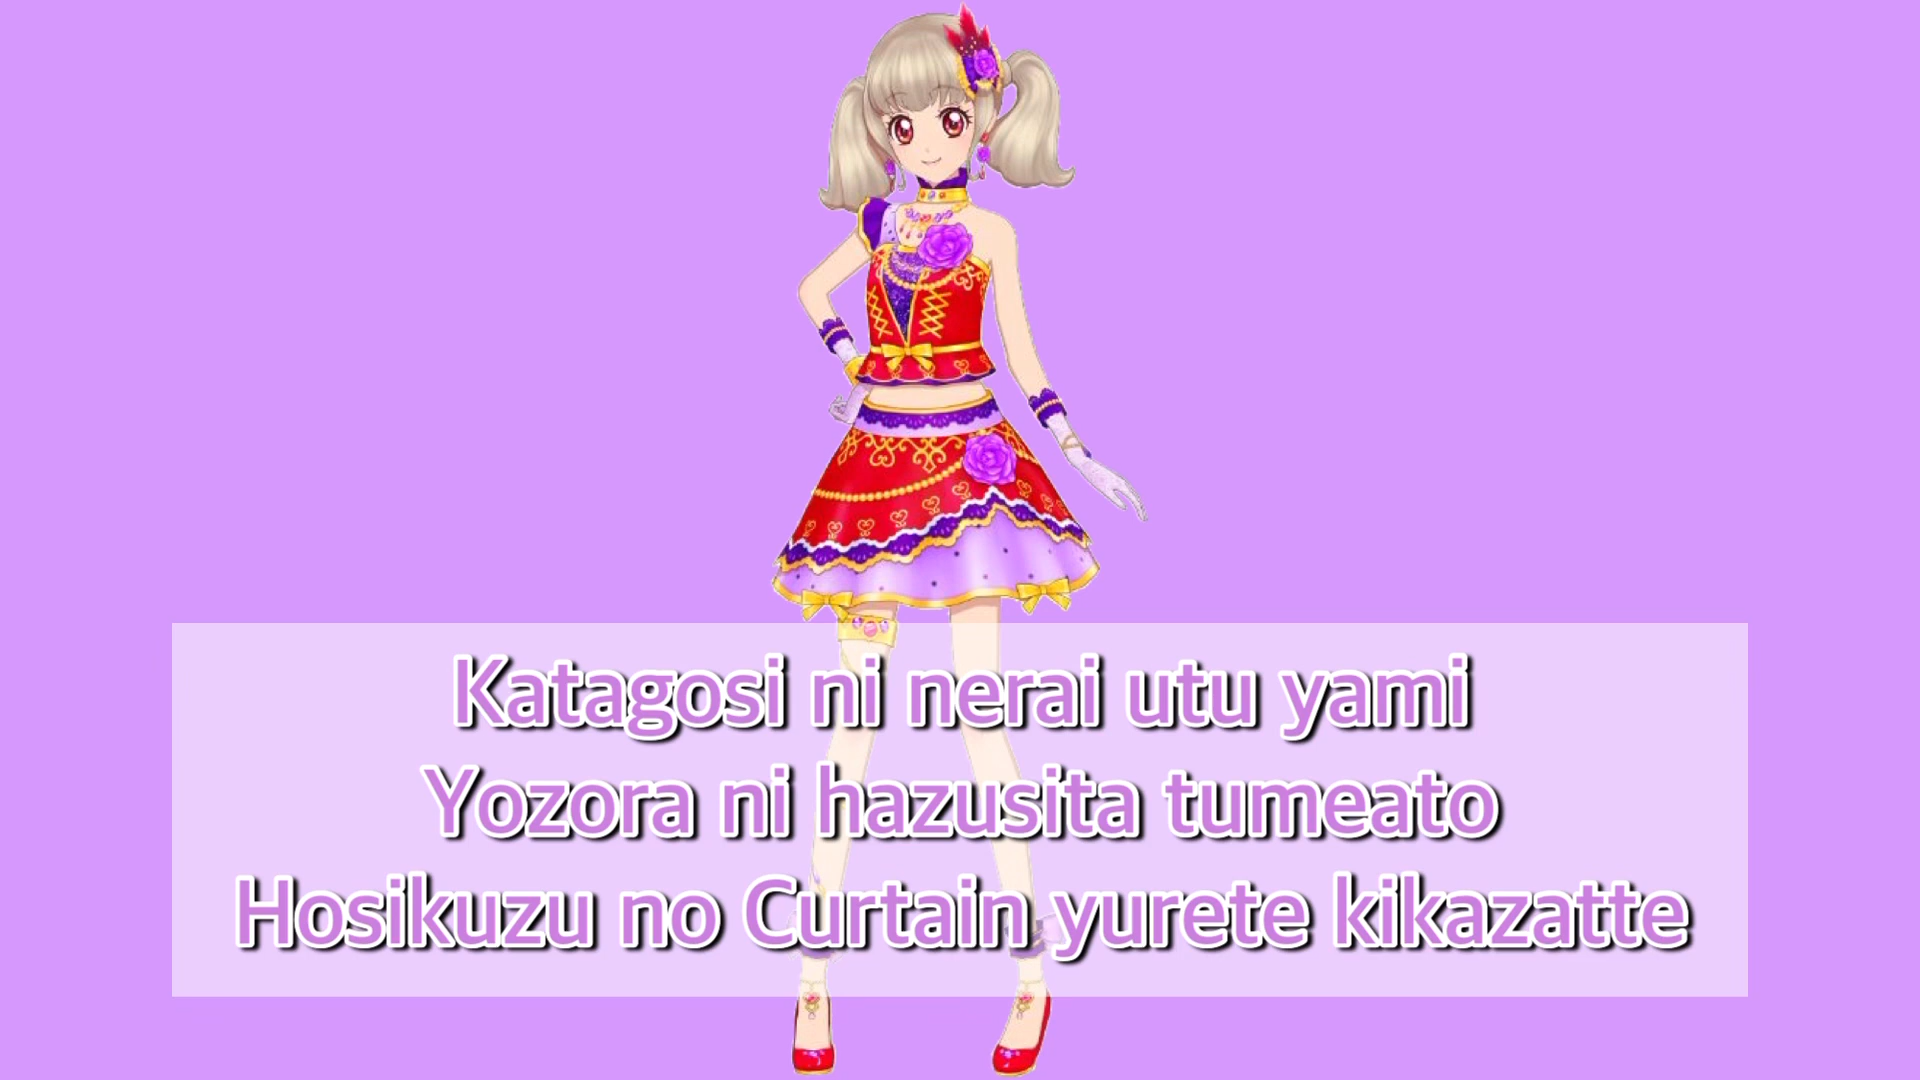 Katagosi ni nerai utu yami
Yozora ni hazusita tumeato
Hosikuzu no Curtain yurete kikazatte